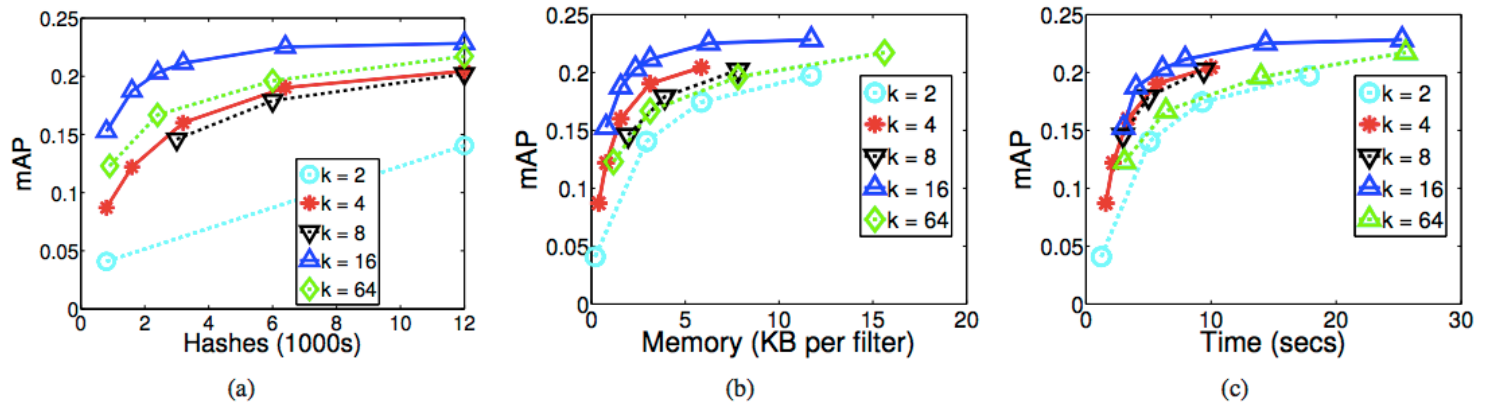 0.25
0.2
0.15
0.1
0.05
0
mAP
0 2 4 6 8 10 12
Hashes (1000s)
k = 2
k = 4
k = 8
k = 16
k = 64
(a)
0.25
0.2
0.15
0.1
0.05
0
mAP
0 5 10 15 20
Memory (KB per filter)
k = 2
k = 4
k = 8
k = 16
k = 64
(b)
0.25
0.2
0.15
0.1
0.05
0
mAP
0 10 20 30
Time (secs)
k = 2
k = 4
k = 8
k = 16
k = 64
(c)